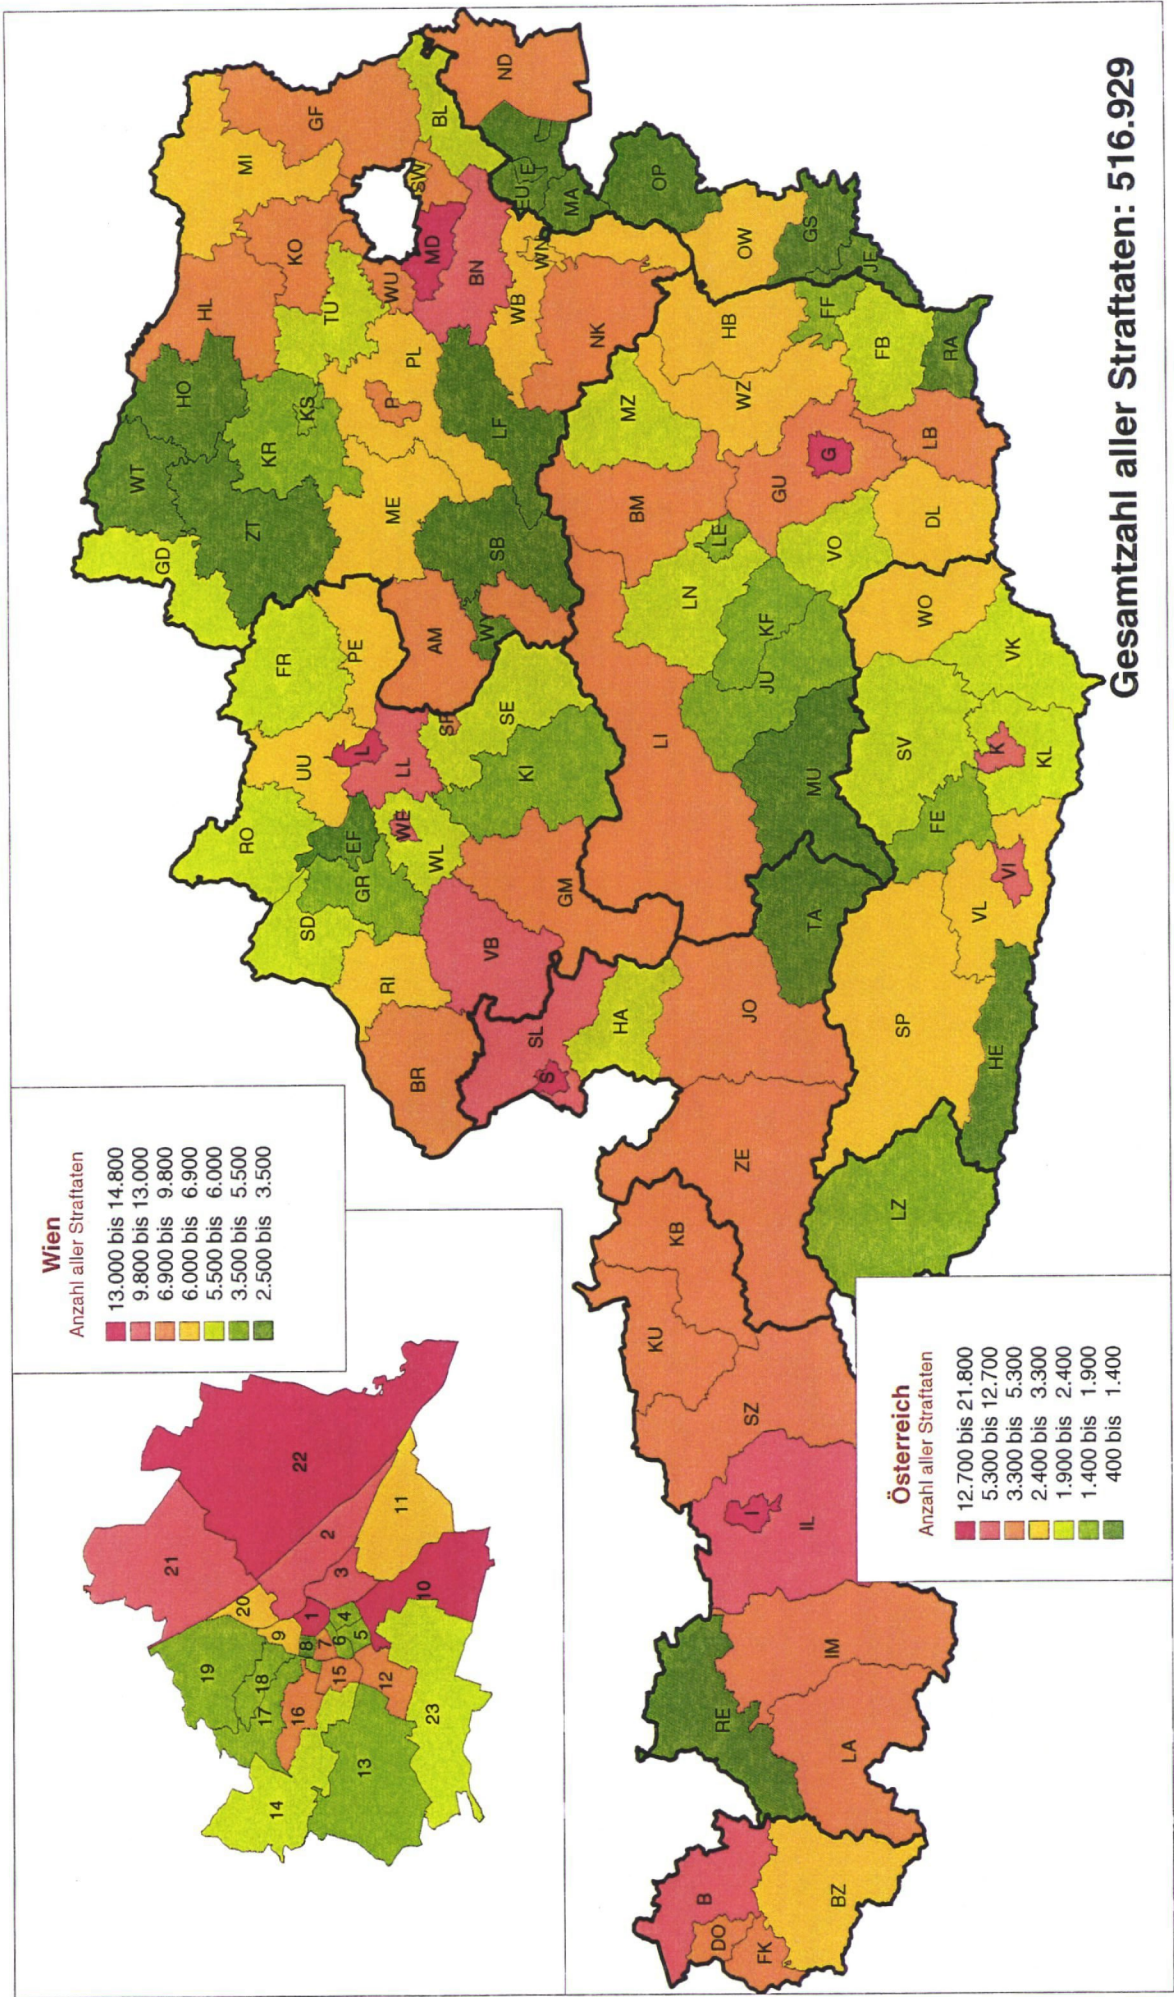 Wien
Anzahl aller Straftaten
13.000 bis 14.800
9.800 bis 13.000
6.900 bis 9.800
6.000 bis 6.900
5.500 bis 6.000
3.500 bis 5.500
2.500 bis 3.500
21
22
19
20
2
18
9
17
1
3
16
8
7
4
11
14
15
6
5
10
13
12
23
Österreich
Anzahl aller Straftaten
12.700 bis 21.800
5.300 bis 12.700
3.300 bis 5.300
2.400 bis 3.300
1.900 bis 2.400
1.400 bis 1.900
400 bis 1.400
WT
GD
HO
HL
MI
ZT
KR
KS
KO
GF
RO
FR
TU
SD
UU
PE
ME
P
PL
WU
SW
BL
EF
L
GR
RI
BR
WE
LL
AM
MD
WL
SR
SB
LF
BN
ND
VB
WY
SE
WB
EU
E
SL
KI
WN
MA
S
GM
NK
HA
MZ
OP
BM
LI
LN
LE
HB
OW
KU
KB
ZE
JO
KF
JU
WZ
GS
FF
JE
SZ
TA
MU
GU
G
VO
FB
I
IL
RE
SP
SV
WO
DL
LB
RA
FE
LZ
VL
VI
K
KL
VK
HE
B
DO
FK
BZ
LA
IM
Gesamtzahl aller Straftaten: 516.929